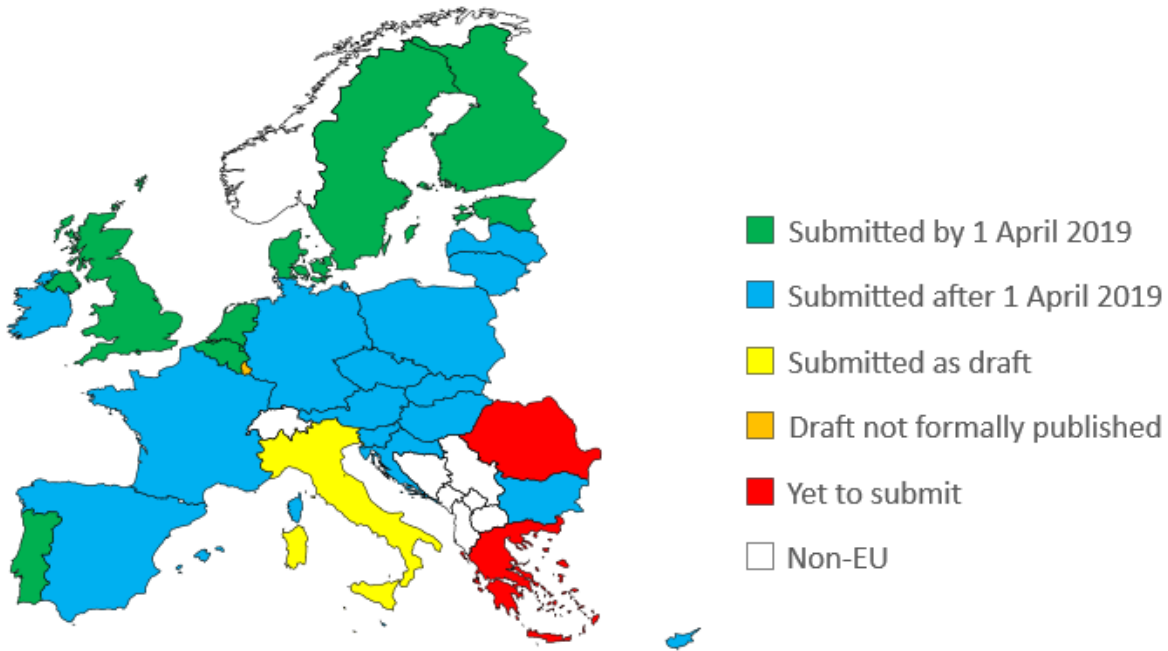 Submitted by 1 April 2019
Submitted after 1 April 2019
Submitted as draft
Draft not formally published
Yet to submit
Non-EU